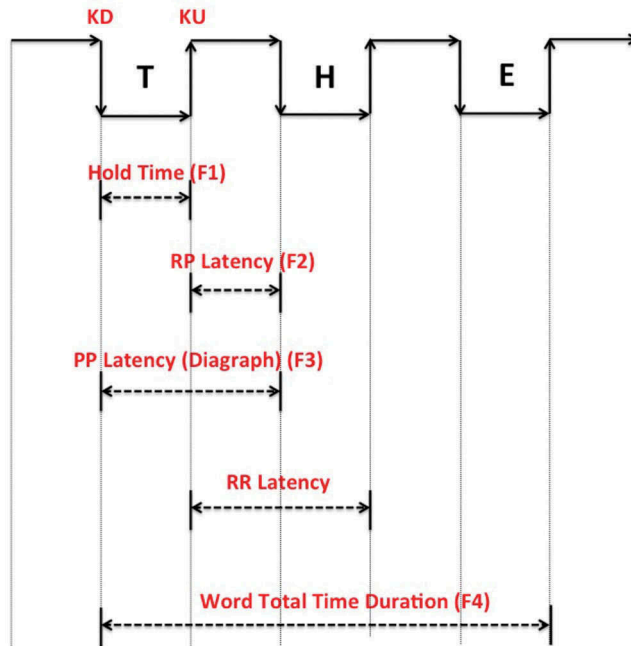 KD KU
T H E
Hold Time (F1)
RP Latency (F2)
PP Latency (Diagraph) (F3)
RR Latency
Word Total Time Duration (F4)